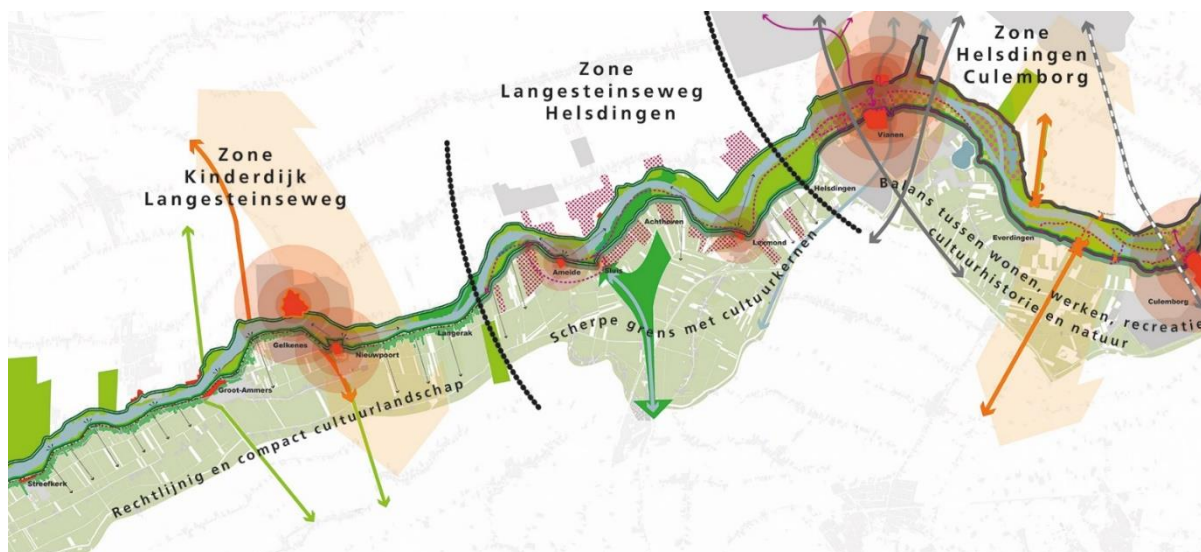 Zone
Kinderdijk
Langesteinseweg
Zone
Langesteinseweg
Helsdingen
Zone
Helsdingen
Culemborg
Streefkerk
Groot-Ammers
Gelkenes
Nieuwpoort
Langerak
Ameide
Sluis
Achthoven
Lexmond
Helsdingen
Vianen
Everdingen
Culemborg
Rechtlijnig en compact cultuurlandschap
Scherpe grens met cultuurkernen
Balans tussen wonen, werken, recreatie
cultuurhistorie en natuur